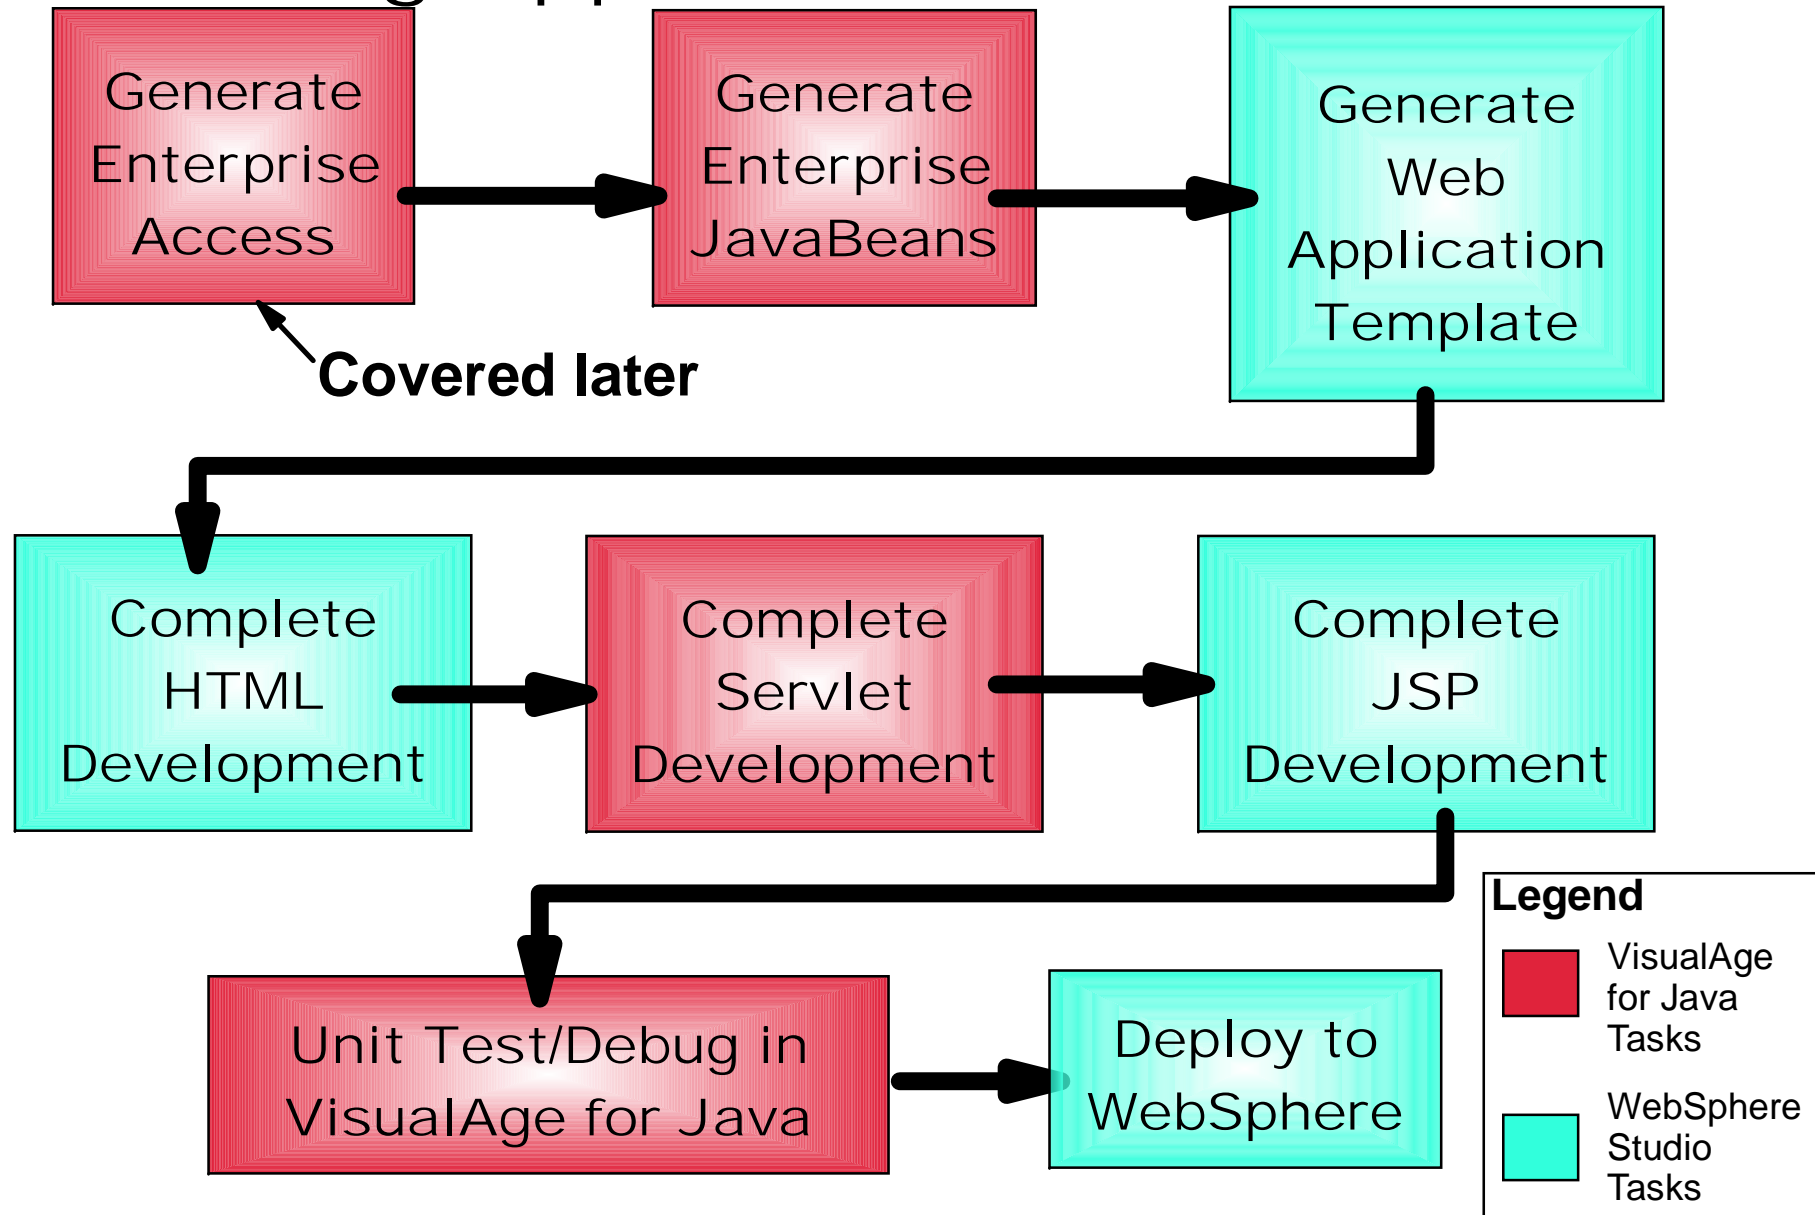 Generate
Enterprise
Access
Generate
Enterprise
JavaBeans
Generate
Web
Application
Template
Covered later
Complete
HTML
Development
Complete
Servlet
Development
Complete
JSP
Development
Unit Test/Debug in
VisualAge for Java
Deploy to
WebSphere
Legend
VisualAge
for Java
Tasks
WebSphere
Studio
Tasks